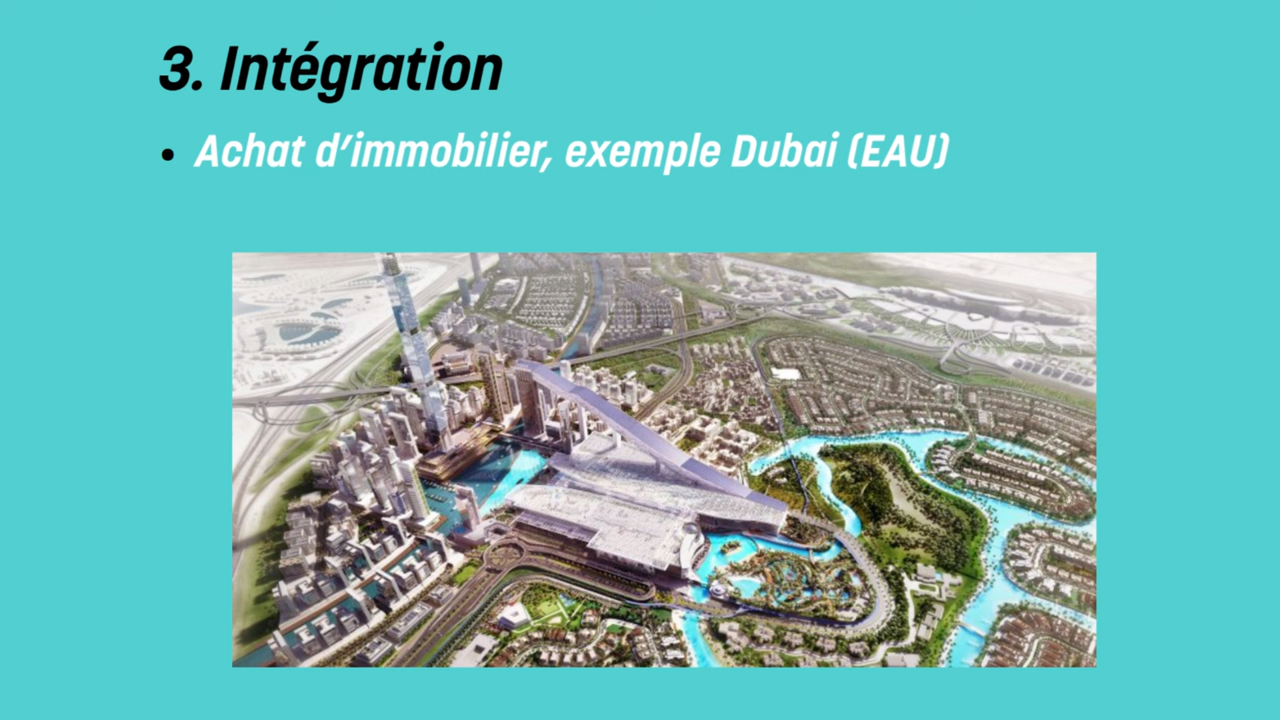 3. Intégration
• Achat d’immobilier, exemple Dubai (EAU)